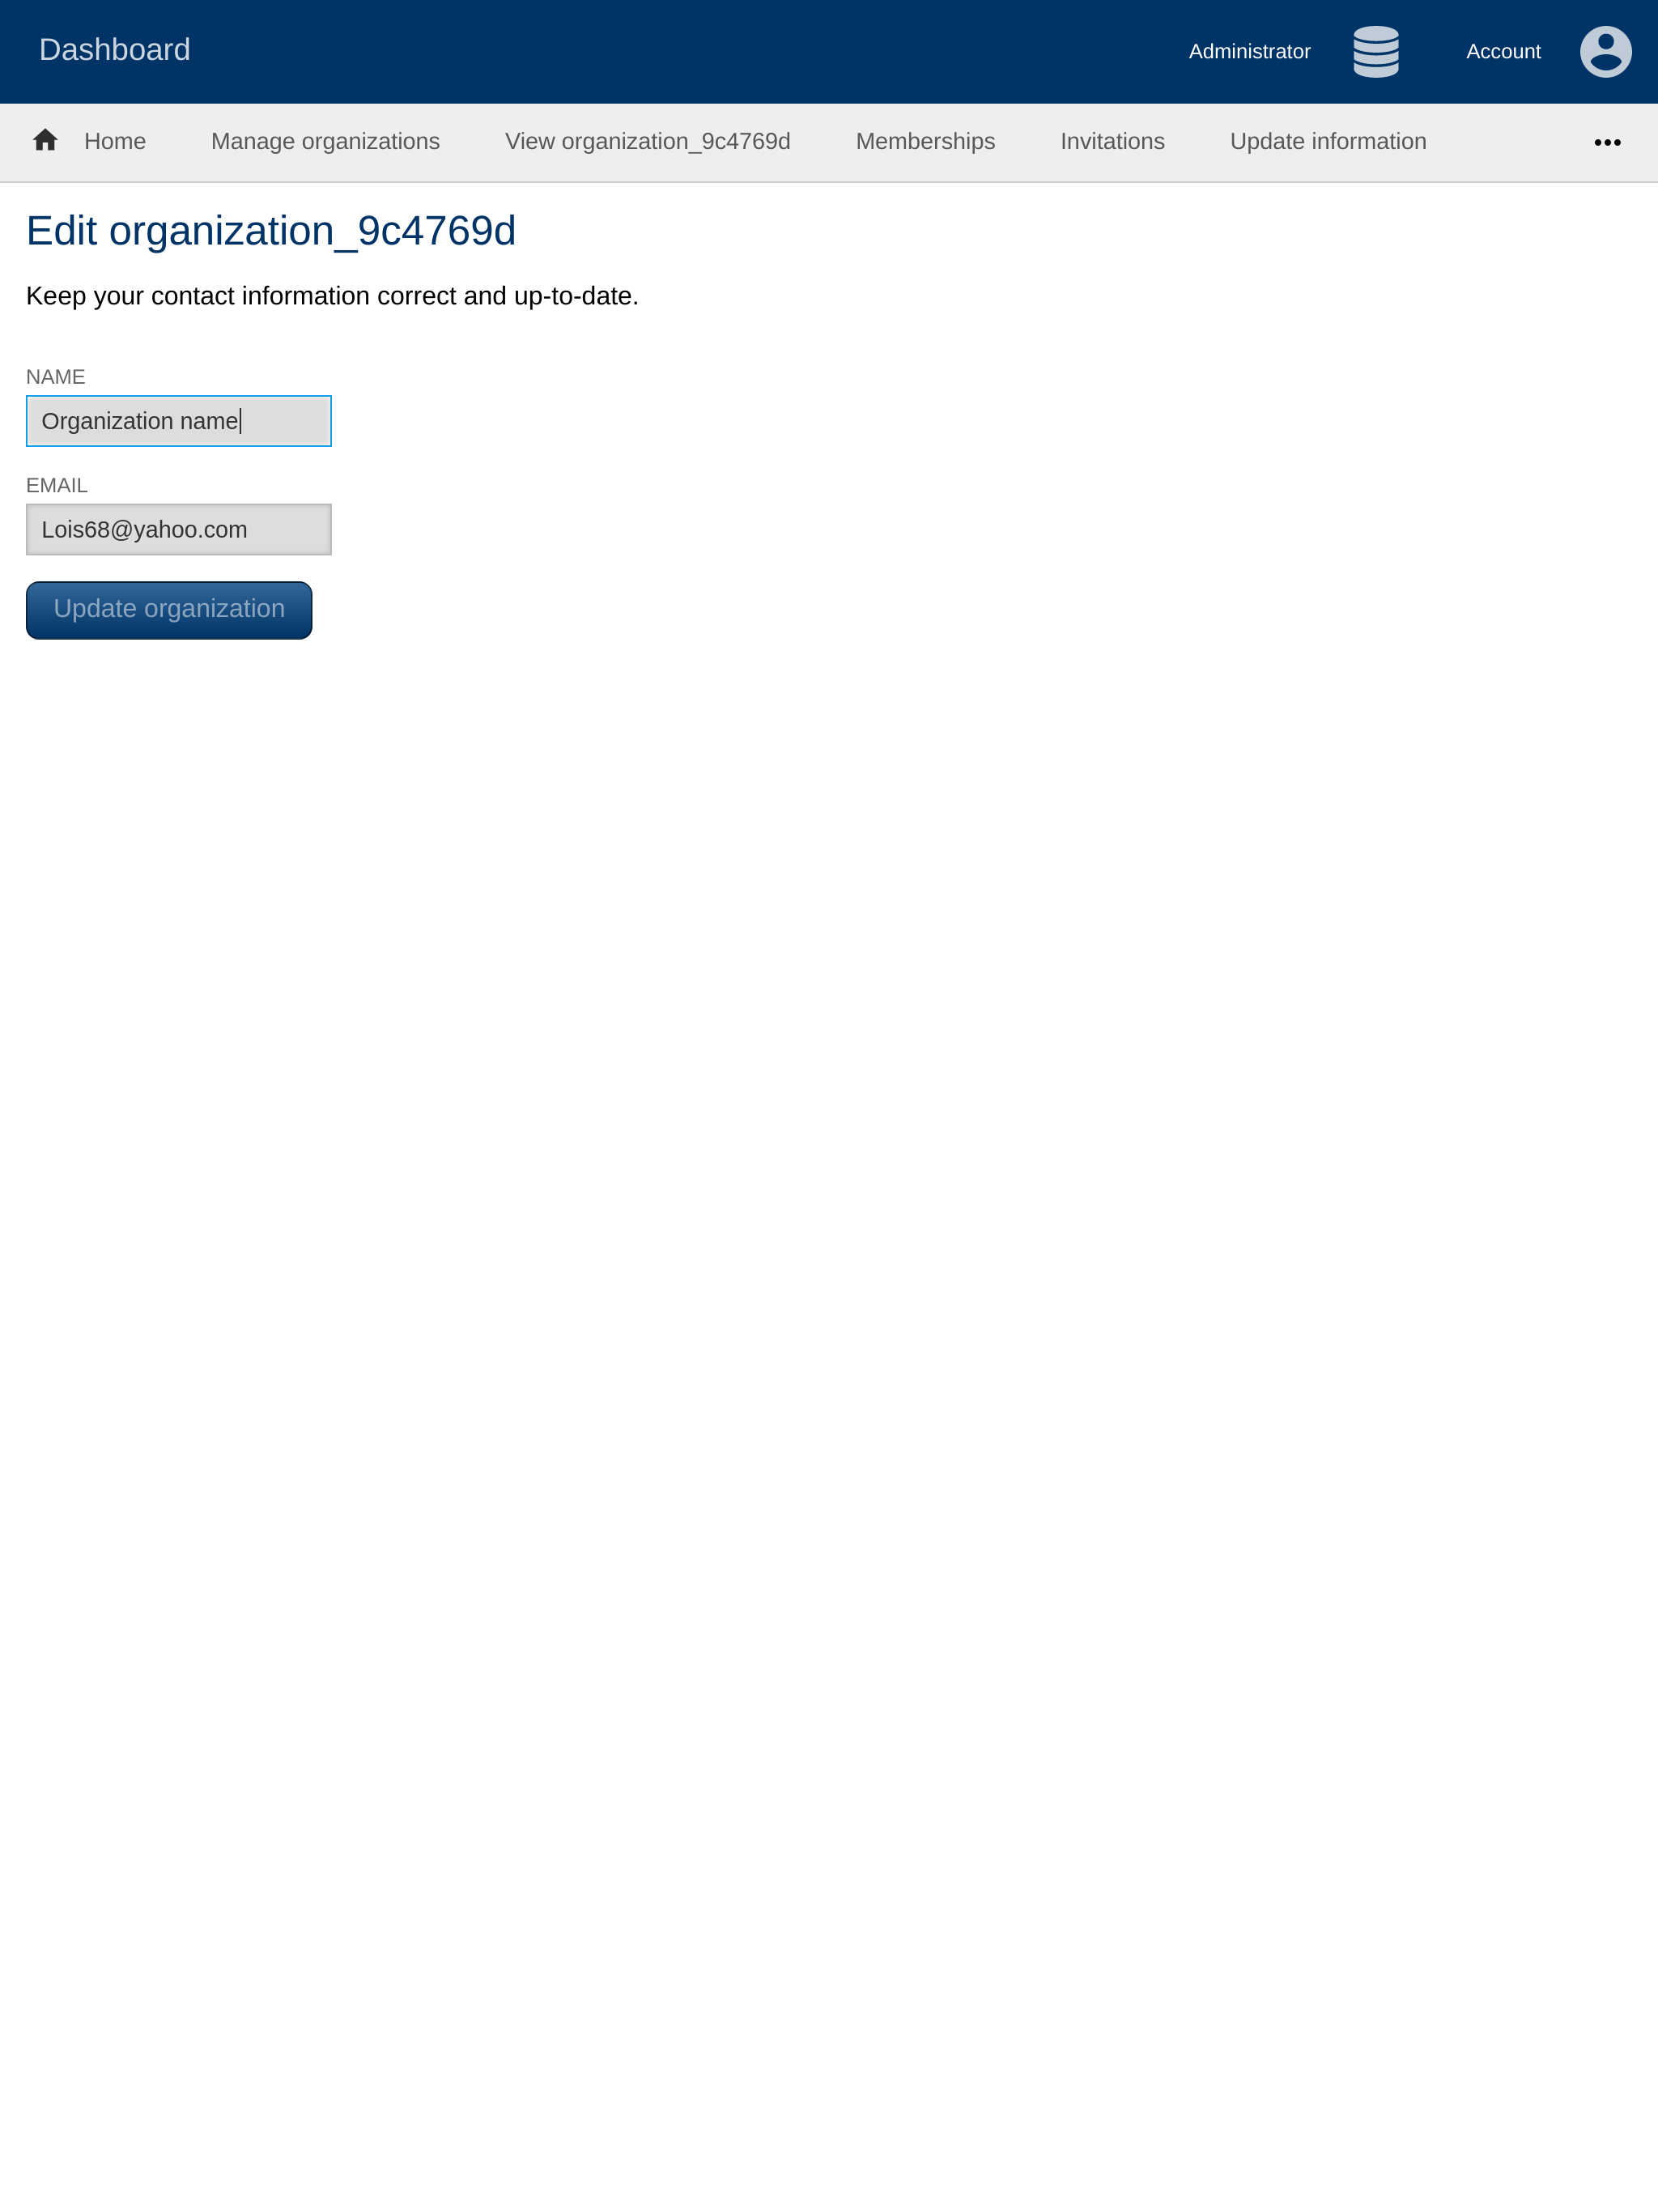 Dashboard
Administrator
Account
Home
Manage organizations
View organization_9c4769d
Memberships
Invitations
Update information
Edit organization_9c4769d
Keep your contact information correct and up-to-date.
NAME
Organization name
EMAIL
Lois68@yahoo.com
Update organization